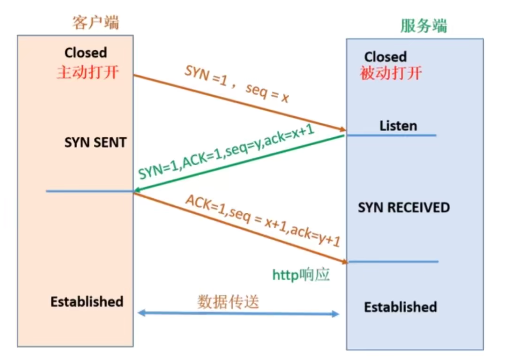 客户端
服务端
Closed
主动打开
Closed
被动打开
SYN =1 ，seq = x
Listen
SYN SENT
SYN=1,ACK=1,seq=y,ack=x+1
ACK=1,seq = x+1,ack=y+1
SYN RECEIVED
http响应
Established
数据传送
Established